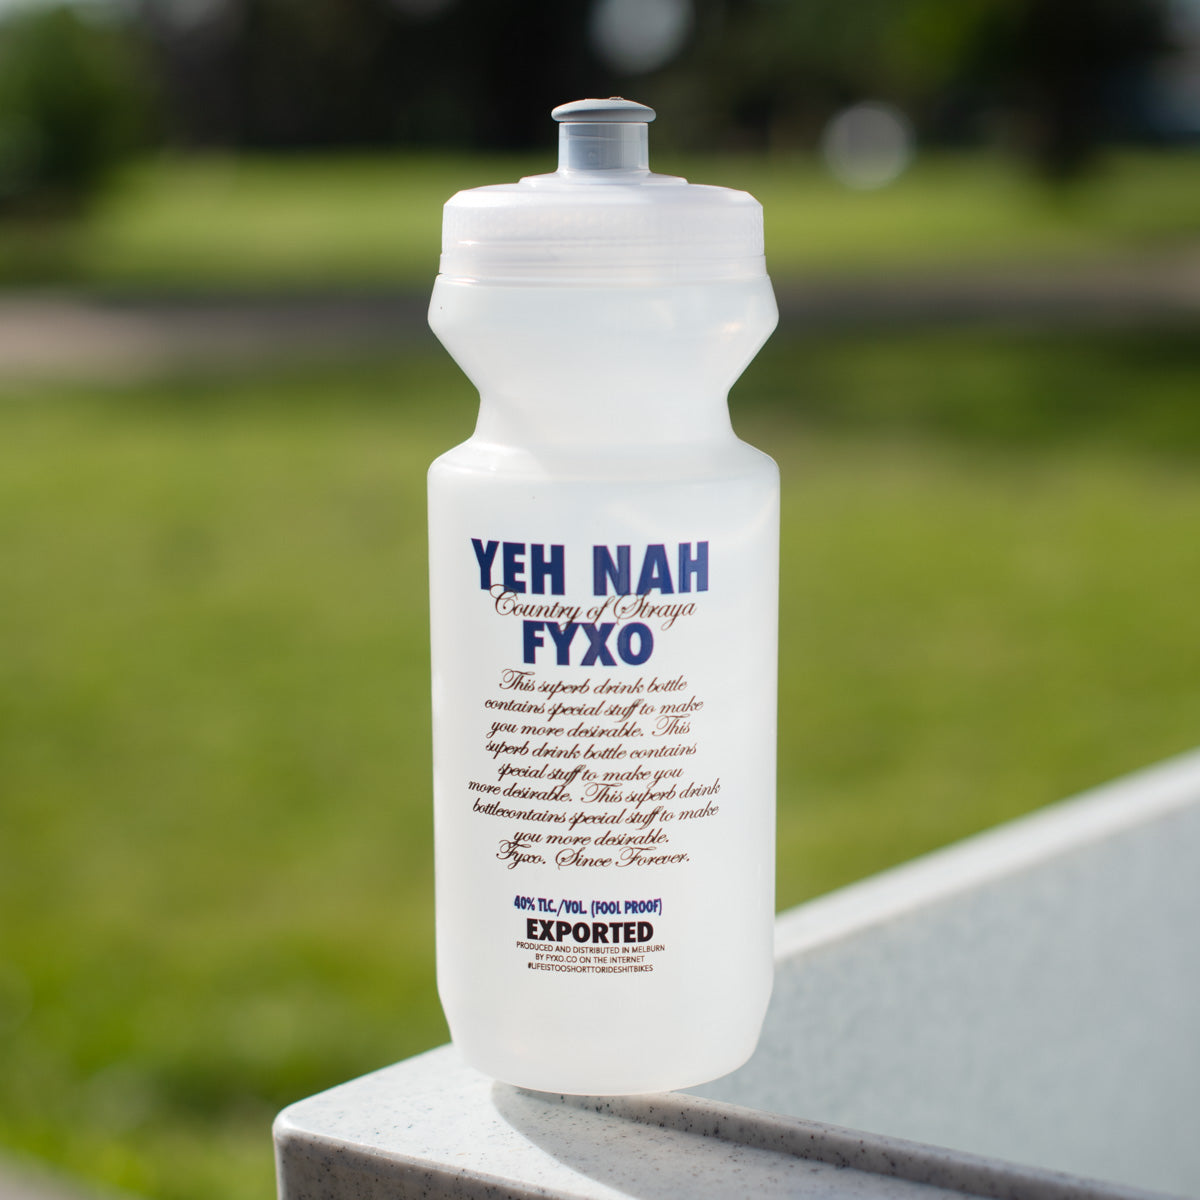 YEH NAH
Country of Straya
FYXO
This superb drink bottle
contains special stuff to make
you more desirable. This
superb drink bottle contains
special stuff to make you
more desirable. This superb drink
bottlecontains special stuff to make
you more desirable.
Fyxo. Since Forever.
40% TLC./VOL. (FOOL PROOF)
EXPORTED
PRODUCED AND DISTRIBUTED IN MELBURN
BY FYXO.CO ON THE INTERNET
#LIFEISTOOSHORTTORIDESHITBIKES